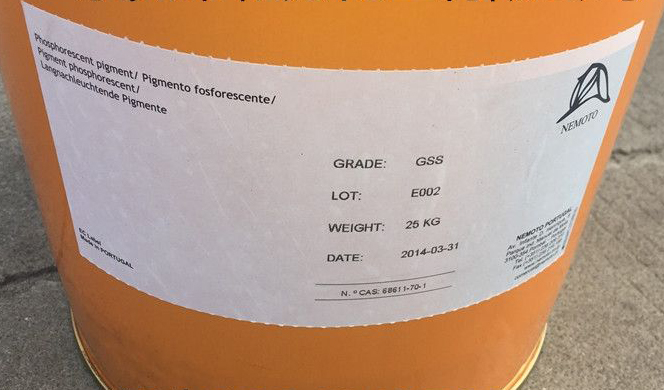 Phosphorescent pigment/ Pigmento fosforescente/
Pigment phosphorescent/
Langnachleuchtende Pigmente
NEMOTO
GRADE: GSS
LOT: E002
WEIGHT: 25 KG
DATE: 2014-03-31
N. º CAS: 68611-70-1
EC Label
Made in PORTUGAL
NEMOTO PORTUGAL